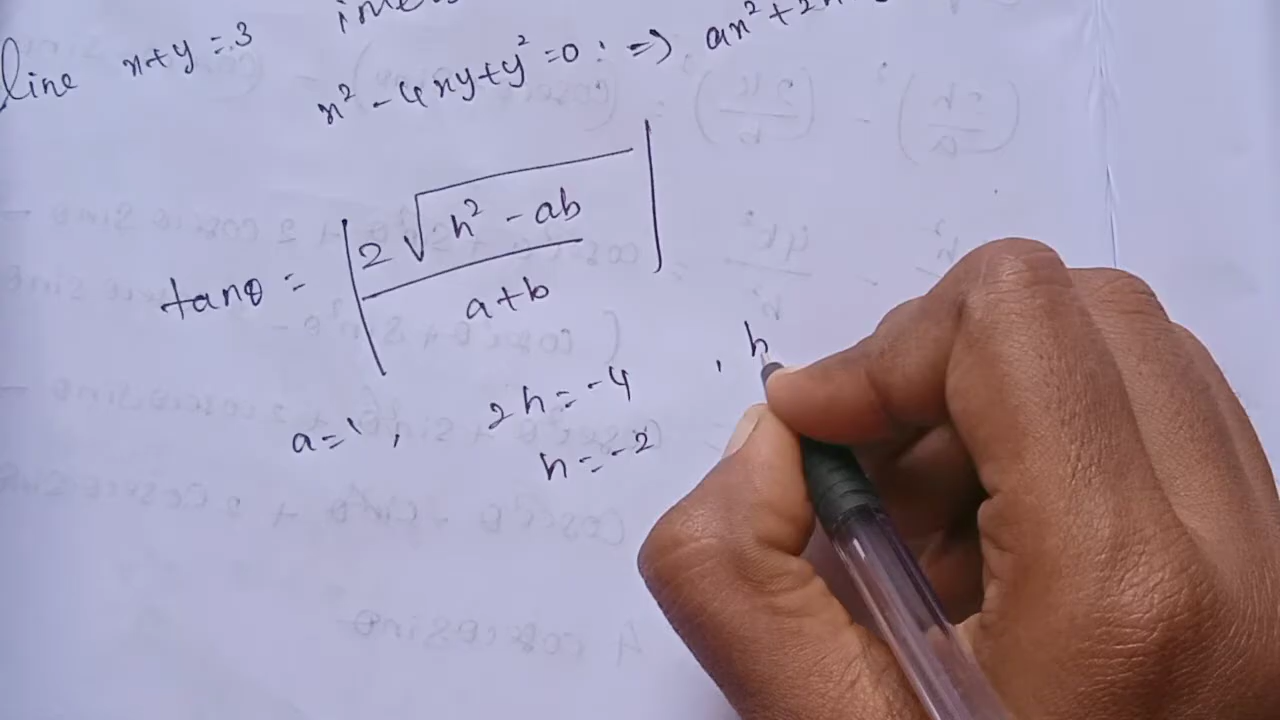 line x+y=3
x² - 4xy + y² = 0 : ⇒ ax² + 2h
tanθ = | 2√(h² - ab) / (a+b) |
a=1, 2h=-4 , b
h=-2